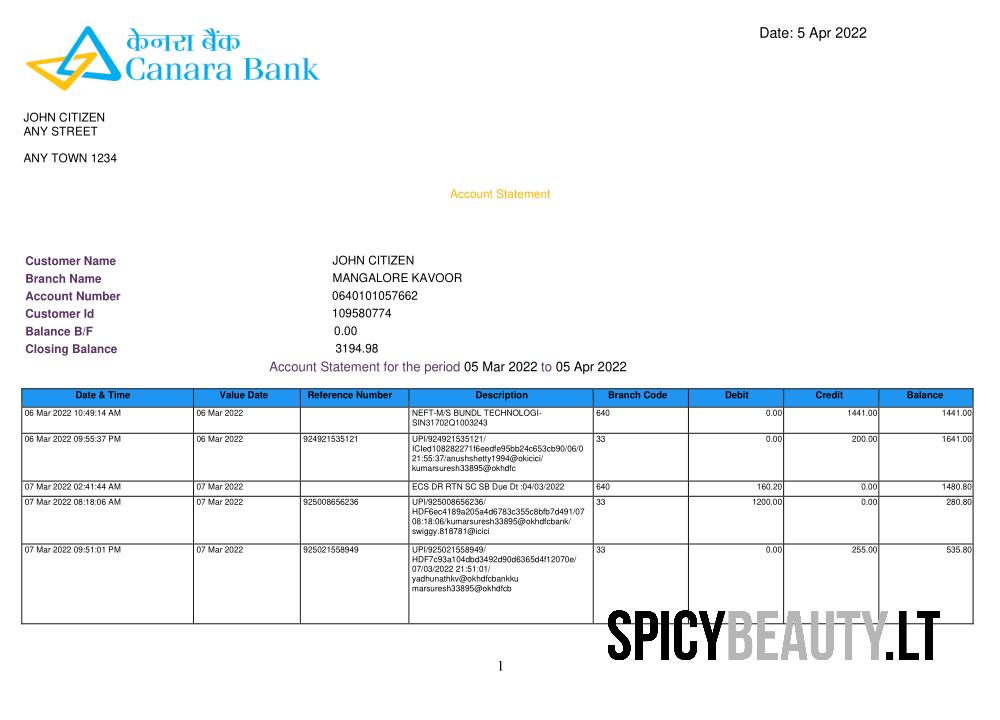 केनरा बैंक
Canara Bank
Date: 5 Apr 2022
JOHN CITIZEN
ANY STREET
ANY TOWN 1234
Account Statement
Customer Name JOHN CITIZEN
Branch Name MANGALORE KAVOOR
Account Number 0640101057662
Customer Id 109580774
Balance B/F 0.00
Closing Balance 3194.98
Account Statement for the period 05 Mar 2022 to 05 Apr 2022
Date & Time Value Date Reference Number Description Branch Code Debit Credit Balance
06 Mar 2022 10:49:14 AM 06 Mar 2022 NEFT-M/S BUNDL TECHNOLOGI- 640 0.00 1441.00 1441.00
SIN31702Q1003243
06 Mar 2022 09:55:37 PM 06 Mar 2022 924921535121 UPI/924921535121/ 33 0.00 200.00 1641.00
ICIed108282271f6eedfe95bb24c653cb90/06/0
21:55:37/anushshetty1994@okicici/
kumarsuresh33895@okhdfc
07 Mar 2022 02:41:44 AM 07 Mar 2022 ECS DR RTN SC SB Due Dt :04/03/2022 640 160.20 0.00 1480.80
07 Mar 2022 08:18:06 AM 07 Mar 2022 925008656236 UPI/925008656236/ 33 1200.00 0.00 280.80
HDF6ec4189a205a4d6783c355c8bfb7d491/07
08:18:06/kumarsuresh33895@okhdfcbank/
swiggy.818781@icici
07 Mar 2022 09:51:01 PM 07 Mar 2022 925021558949 UPI/925021558949/ 33 0.00 255.00 535.80
HDF7c93a104dbd3492d90d6365d4f12070e/
07/03/2022 21:51:01/
yadhunathkv@okhdfcbankku
marsuresh33895@okhdfcb
SPICYBEAUTY.LT
1